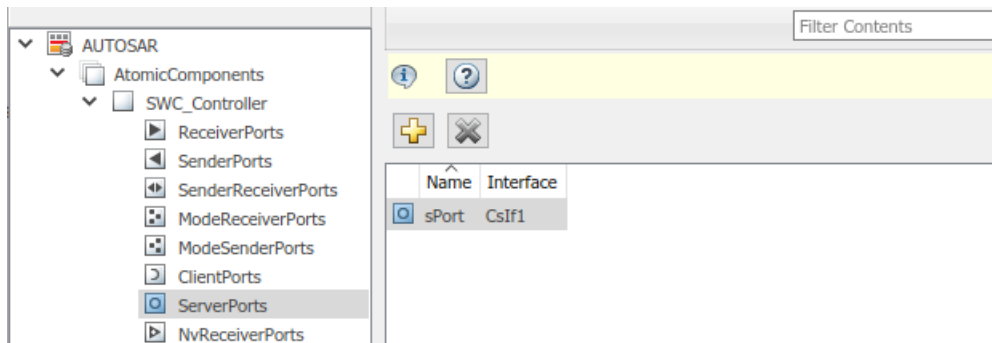 Filter Contents
AUTOSAR
AtomicComponents
SWC_Controller
ReceiverPorts
SenderPorts
SenderReceiverPorts
ModeReceiverPorts
ModeSenderPorts
ClientPorts
ServerPorts
NvReceiverPorts
Name Interface
sPort CsIf1